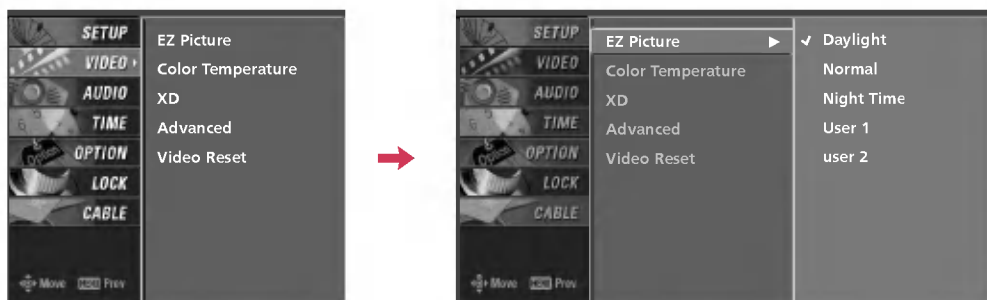 SETUP
VIDEO
AUDIO
TIME
OPTION
LOCK
CABLE
Move MENU Prev
EZ Picture
Color Temperature
XD
Advanced
Video Reset
SETUP
VIDEO
AUDIO
TIME
OPTION
LOCK
CABLE
Move MENU Prev
EZ Picture
Color Temperature
XD
Advanced
Video Reset
Daylight
Normal
Night Time
User 1
user 2